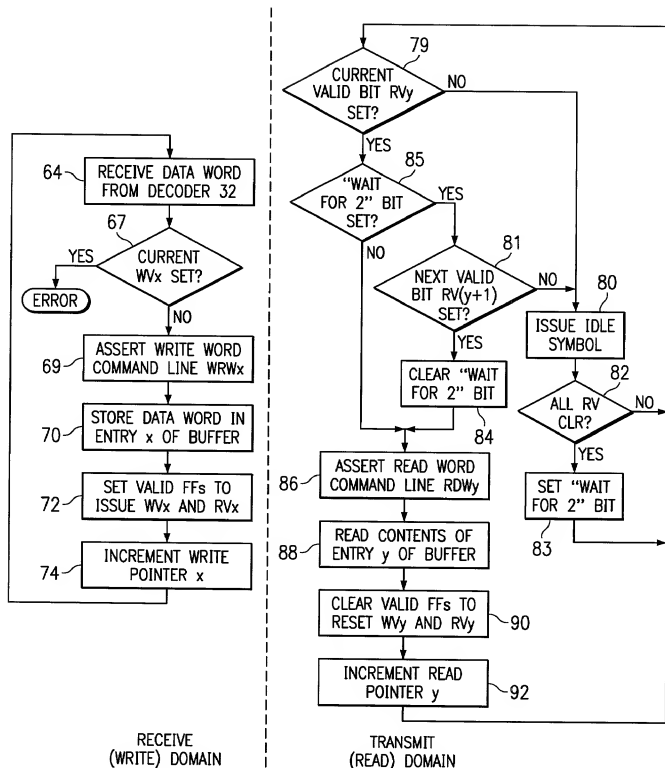 64
RECEIVE DATA WORD
FROM DECODER 32
67
CURRENT
WVx SET?
YES
ERROR
NO
69
ASSERT WRITE WORD
COMMAND LINE WRWx
70
STORE DATA WORD IN
ENTRY x OF BUFFER
72
SET VALID FFs TO
ISSUE WVx AND RVx
74
INCREMENT WRITE
POINTER x
RECEIVE
(WRITE) DOMAIN
79
CURRENT
VALID BIT RVy
SET?
NO
YES
85
"WAIT
FOR 2" BIT
SET?
YES
NO
81
NEXT VALID
BIT RV(y+1)
SET?
NO
YES
80
ISSUE IDLE
SYMBOL
82
ALL RV
CLR?
NO
YES
CLEAR "WAIT
FOR 2" BIT
84
SET "WAIT
FOR 2" BIT
83
86
ASSERT READ WORD
COMMAND LINE RDWy
88
READ CONTENTS OF
ENTRY y OF BUFFER
CLEAR VALID FFs TO
RESET WVy AND RVy
90
INCREMENT READ
POINTER y
92
TRANSMIT
(READ) DOMAIN